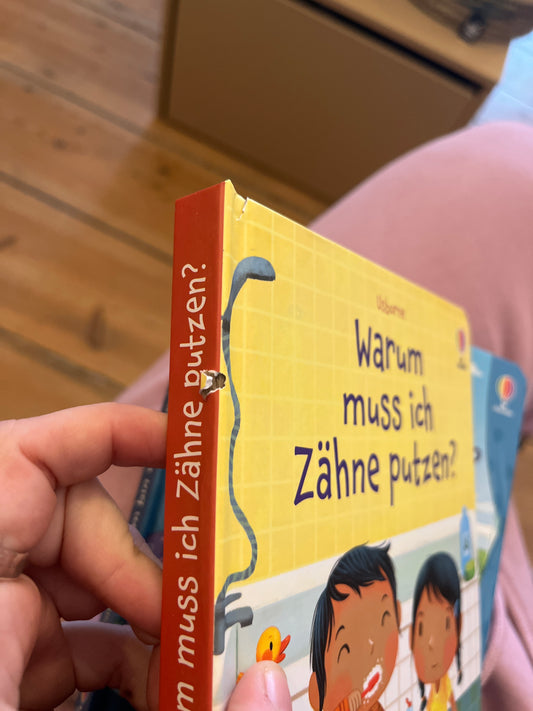 Usborne
Warum
muss ich
Zähne putzen?
muss ich Zähne putzen?